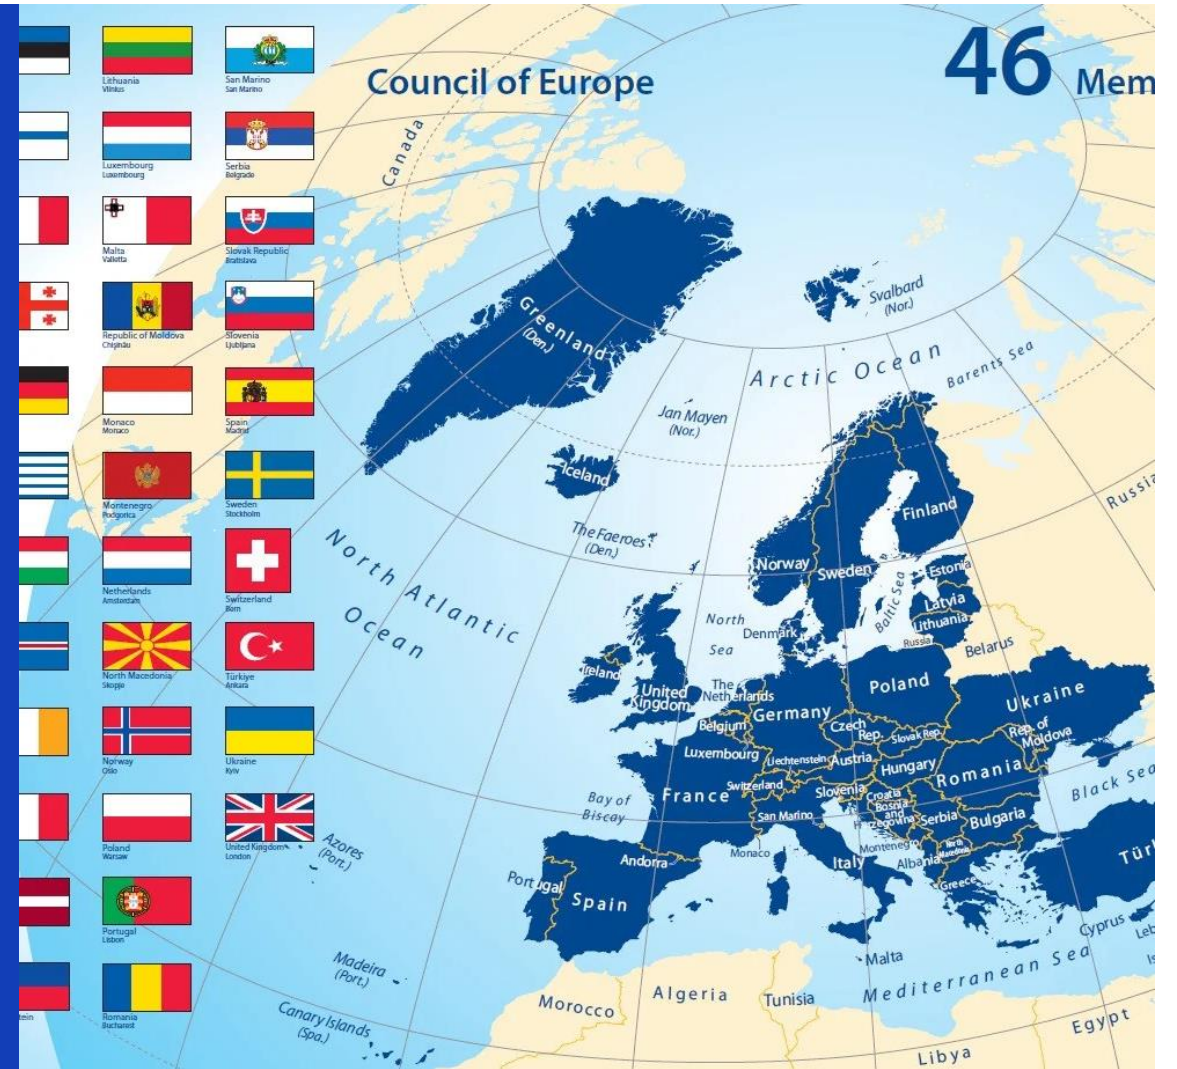 Council of Europe
46 Mem
Lithuania
Vilnius
San Marino
San Marino
Luxembourg
Luxembourg
Serbia
Belgrade
Malta
Valletta
Slovak Republic
Bratislava
Republic of Moldova
Chișinău
Slovenia
Ljubljana
Monaco
Monaco
Spain
Madrid
Montenegro
Podgorica
Sweden
Stockholm
Netherlands
Amsterdam
Switzerland
Bern
North Macedonia
Skopje
Türkiye
Ankara
Norway
Oslo
Ukraine
Kyiv
Poland
Warsaw
United Kingdom
London
Portugal
Lisbon
tein
Romania
Bucharest
Canada
Greenland
(Den.)
Svalbard
(Nor.)
Arctic Ocean
Barents Sea
Jan Mayen
(Nor.)
Iceland
Russia
Finland
The Faeroes
(Den.)
North Atlantic
Ocean
Norway
Sweden
Estonia
Baltic Sea
Latvia
Lithuania
North
Sea
Denmark
Russia
Belarus
Ireland
United
Kingdom
The
Netherlands
Poland
Ukraine
Belgium
Germany
Czech
Rep.
Slovak Rep.
Rep. of
Moldova
Luxembourg
Liechtenstein
Austria
Hungary
Romania
Black Sea
Bay of
Biscay
France
Switzerland
Slovenia
Croatia
Bosnia
and
Herzegovina
San Marino
Serbia
Bulgaria
Monaco
Montenegro
North
Macedonia
Azores
(Port.)
Andorra
Italy
Albania
Türk
Portugal
Spain
Greece
Cyprus
Leb
Malta
Mediterranean Sea
Is
Madeira
(Port.)
Canary Islands
(Spa.)
Morocco
Algeria
Tunisia
Libya
Egypt